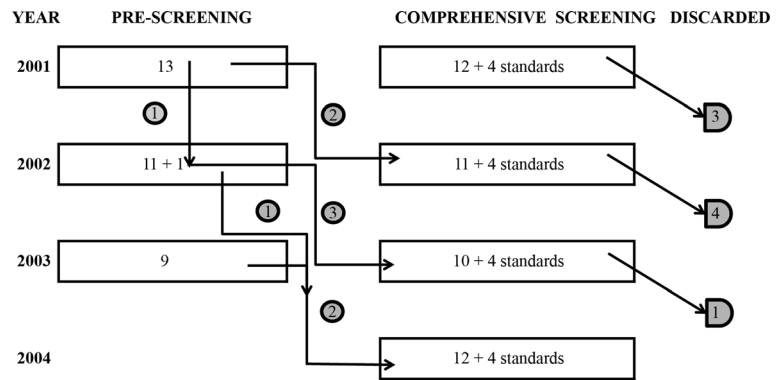 YEAR PRE-SCREENING COMPREHENSIVE SCREENING DISCARDED
2001 13 12 + 4 standards
1 2 3
2002 11 + 1 11 + 4 standards
1 3 4
2003 9 10 + 4 standards
2 1
2004 12 + 4 standards